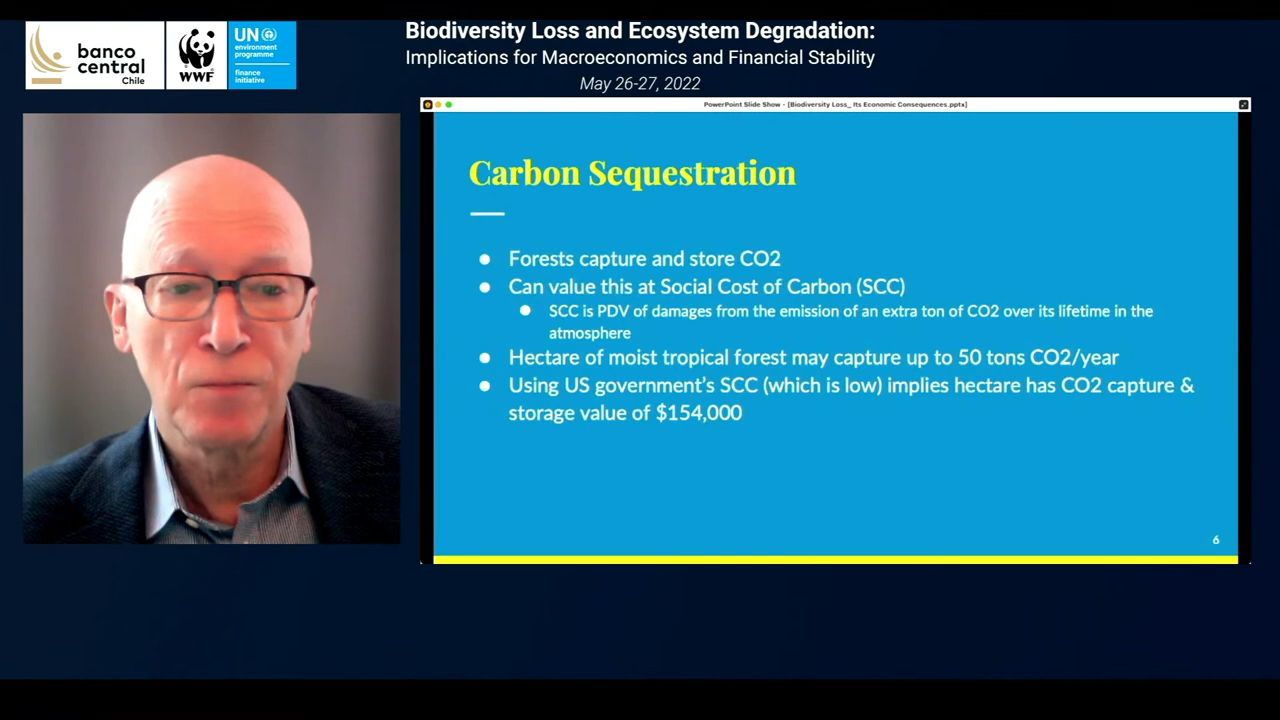 Biodiversity Loss and Ecosystem Degradation:
Implications for Macroeconomics and Financial Stability
May 26-27, 2022
banco
central
Chile
WWF
UN
environment
programme
finance
initiative
PowerPoint Slide Show - [Biodiversity Loss_ Its Economic Consequences.pptx]
Carbon Sequestration
● Forests capture and store CO2
● Can value this at Social Cost of Carbon (SCC)
● SCC is PDV of damages from the emission of an extra ton of CO2 over its lifetime in the
atmosphere
● Hectare of moist tropical forest may capture up to 50 tons CO2/year
● Using US government's SCC (which is low) implies hectare has CO2 capture &
storage value of $154,000
6